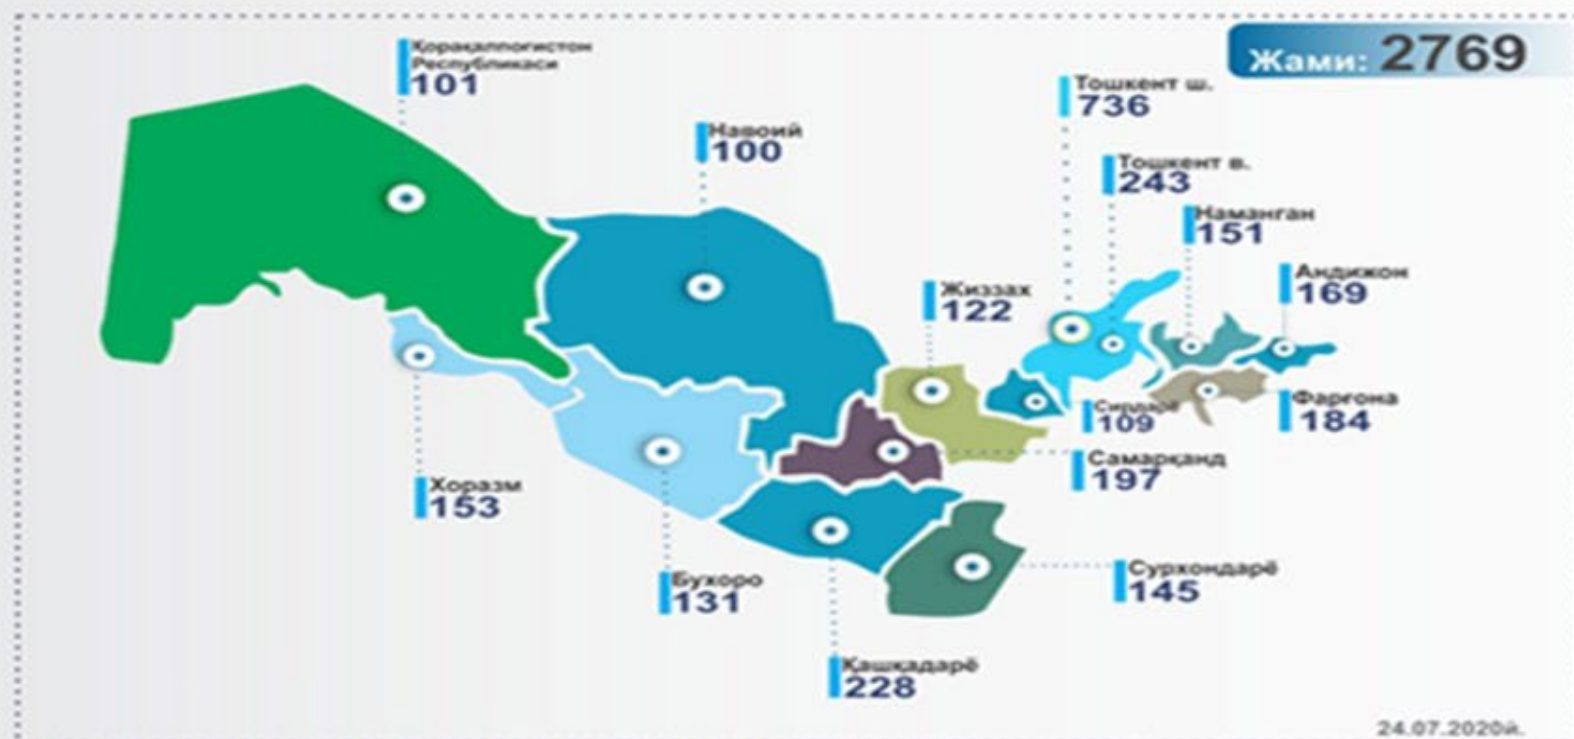 Жами: 2769
Қорақалпоғистон
Республикаси
101
Тошкент ш.
736
Навоий
100
Тошкент в.
243
Наманган
151
Андижон
169
Жиззах
122
Фарғона
184
Сирдарё
109
Самарқанд
197
Хоразм
153
Сурхондарё
145
Бухоро
131
Қашқадарё
228
24.07.2020й.